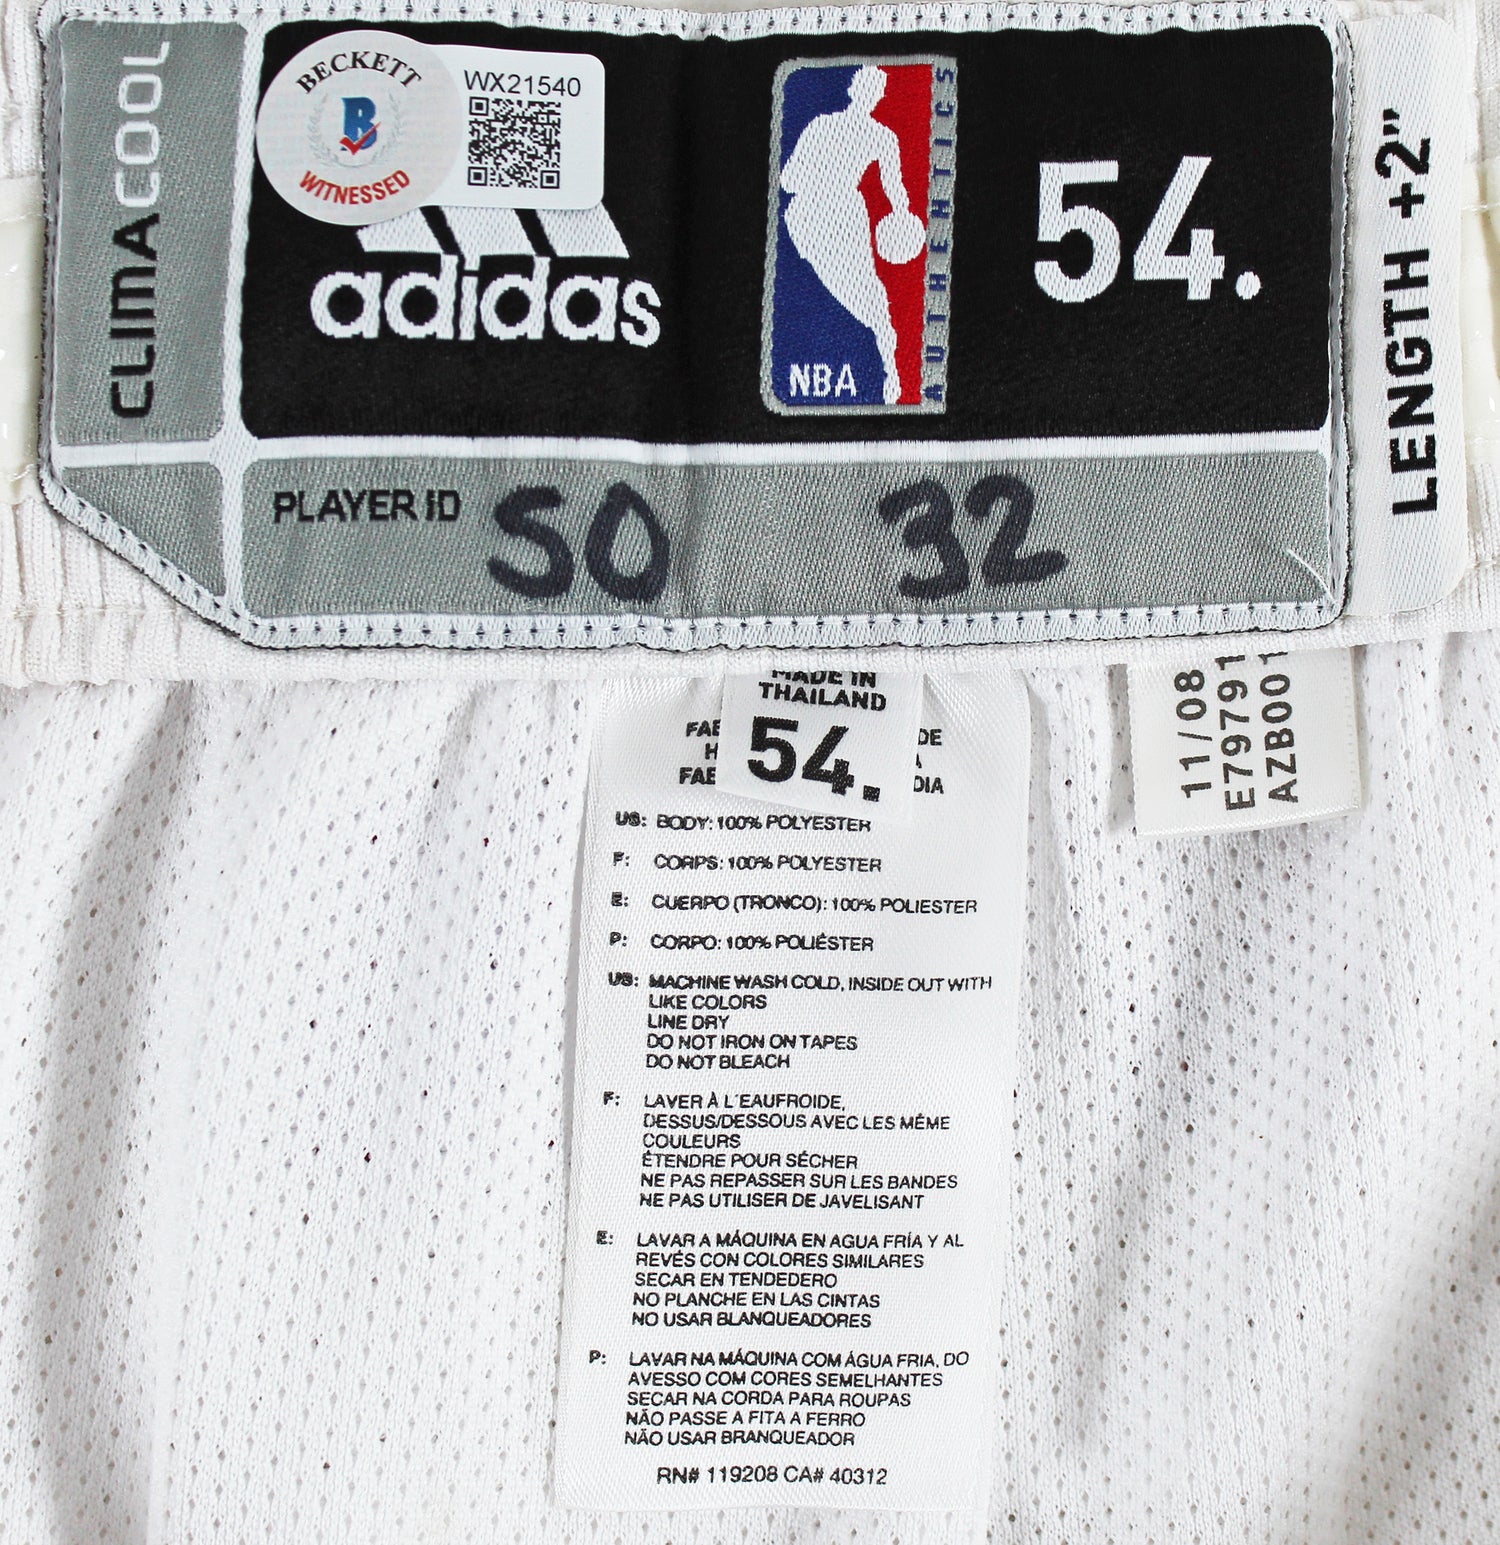 CLIMACOOL
BECKETT
B
WITNESSED
WX21540
adidas
NBA
AUTHENTICS
54.
LENGTH +2"
PLAYER ID SO 32
MADE IN
THAILAND
54.
11/08
E79791
AZB001
US: BODY: 100% POLYESTER
F: CORPS: 100% POLYESTER
E: CUERPO (TRONCO): 100% POLIESTER
P: CORPO: 100% POLIÉSTER
US: MACHINE WASH COLD, INSIDE OUT WITH
LIKE COLORS
LINE DRY
DO NOT IRON ON TAPES
DO NOT BLEACH
F: LAVER À L'EAUFROIDE,
DESSUS/DESSOUS AVEC LES MÊME
COULEURS
ÉTENDRE POUR SÉCHER
NE PAS REPASSER SUR LES BANDES
NE PAS UTILISER DE JAVELISANT
E: LAVAR A MÁQUINA EN AGUA FRÍA Y AL
REVÉS CON COLORES SIMILARES
SECAR EN TENDEDERO
NO PLANCHE EN LAS CINTAS
NO USAR BLANQUEADORES
P: LAVAR NA MÁQUINA COM ÁGUA FRIA, DO
AVESSO COM CORES SEMELHANTES
SECAR NA CORDA PARA ROUPAS
NÃO PASSE A FITA A FERRO
NÃO USAR BRANQUEADOR
RN# 119208 CA# 40312